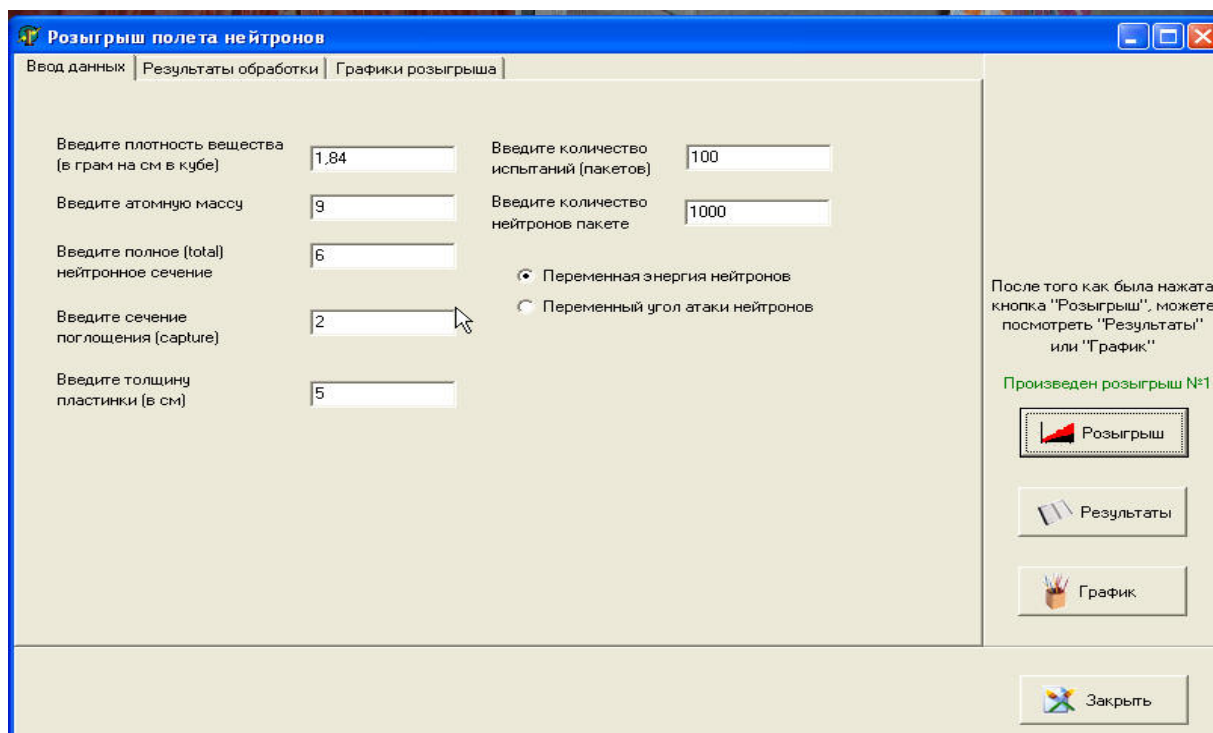 Розыгрыш полета нейтронов
Ввод данных
Результаты обработки
Графики розыгрыша
Введите плотность вещества
(в грам на см в кубе)
1,84
Введите атомную массу
9
Введите полное (total)
нейтронное сечение
6
Введите сечение
поглощения (capture)
2
Введите толщину
пластинки (в см)
5
Введите количество
испытаний (пакетов)
100
Введите количество
нейтронов пакете
1000
Переменная энергия нейтронов
Переменный угол атаки нейтронов
После того как была нажата
кнопка "Розыгрыш", можете
посмотреть "Результаты"
или "График"
Произведен розыгрыш №1
Розыгрыш
Результаты
График
Закрыть